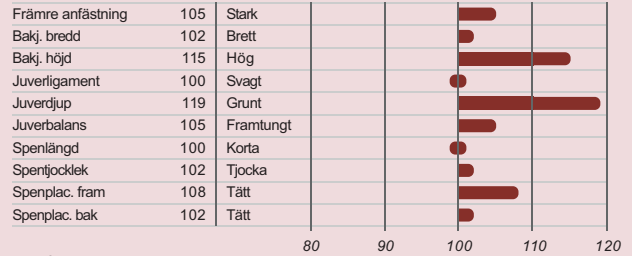 Främre anfästning 105 Stark
Bakj. bredd 102 Brett
Bakj. höjd 115 Hög
Juverligament 100 Svagt
Juverdjup 119 Grunt
Juverbalans 105 Framtungt
Spenlängd 100 Korta
Spentjocklek 102 Tjocka
Spenplac. fram 108 Tätt
Spenplac. bak 102 Tätt
80 90 100 110 120